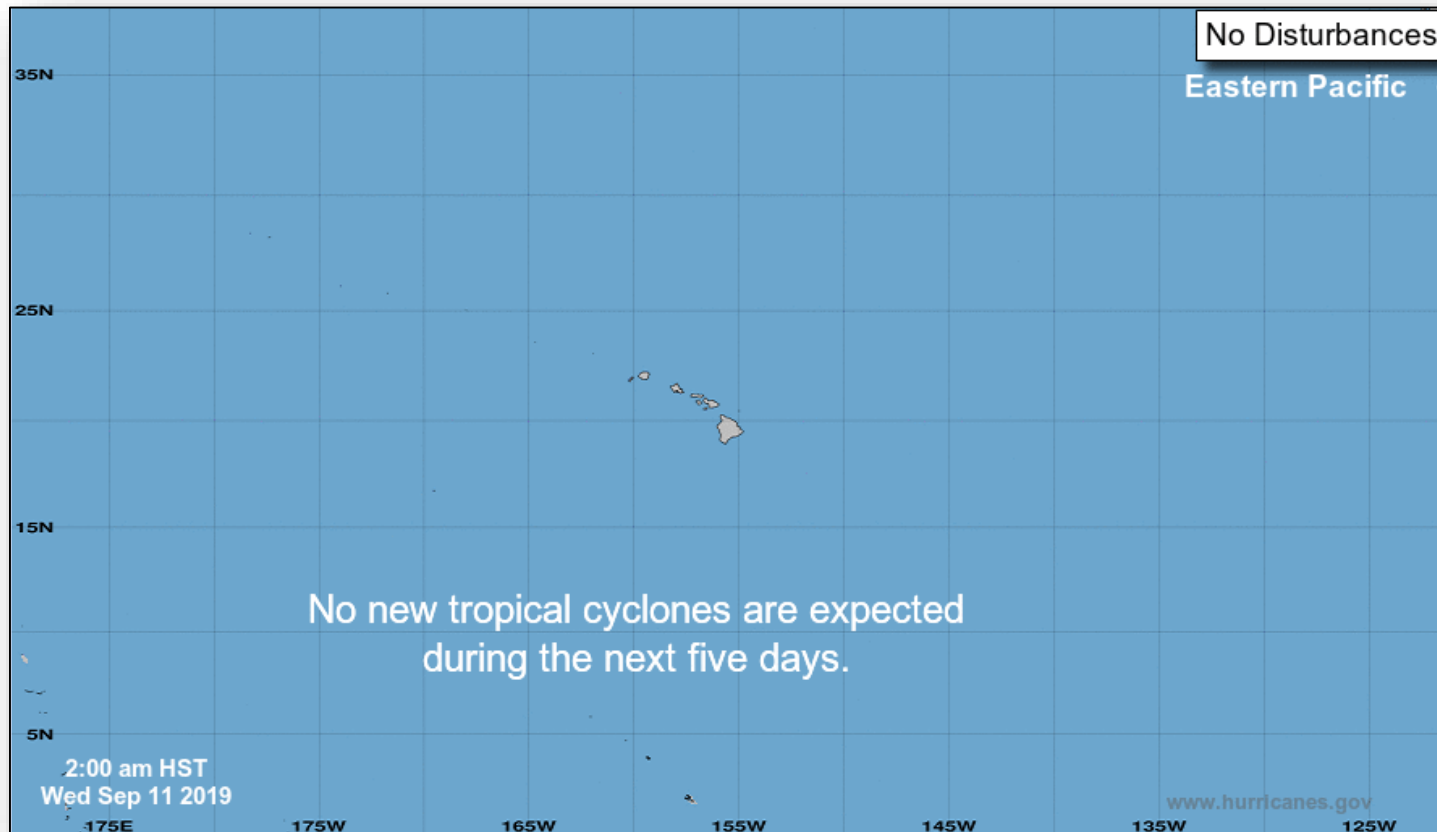 No Disturbances
35N
Eastern Pacific
25N
15N
No new tropical cyclones are expected
during the next five days.
5N
2:00 am HST
Wed Sep 11 2019
www.hurricanes.gov
175E 175W 165W 155W 145W 135W 125W